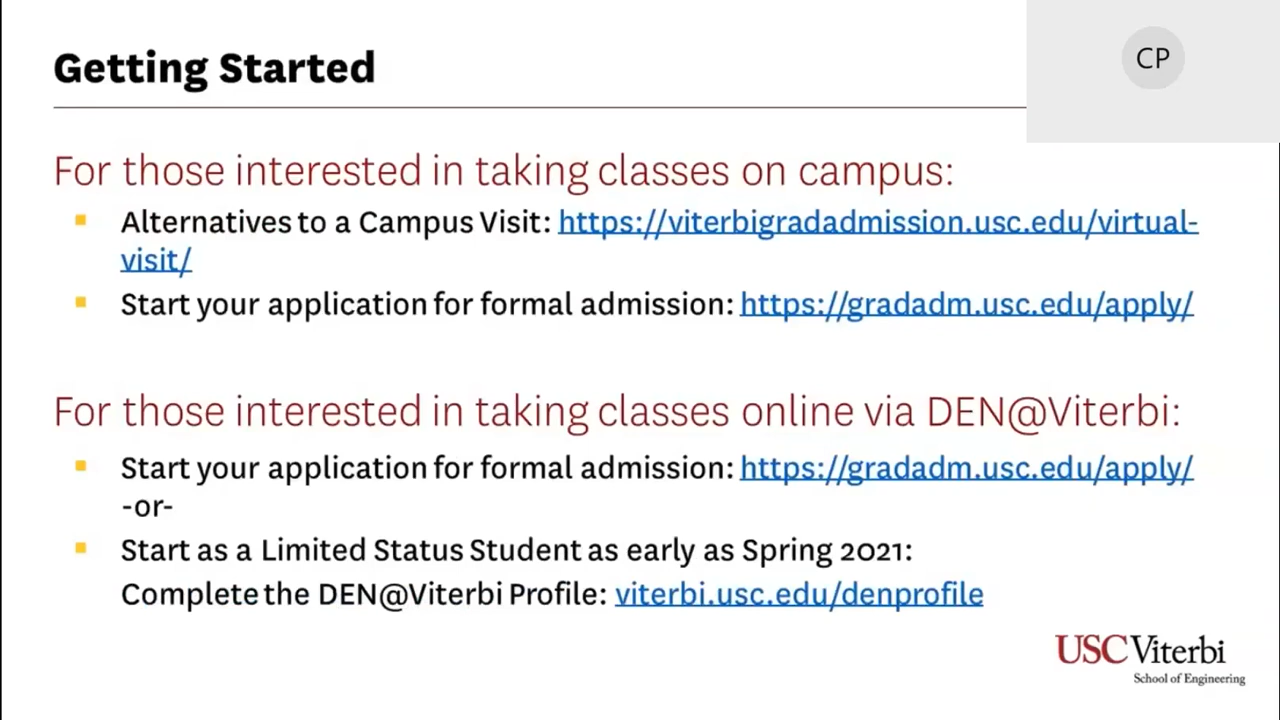 Getting Started
CP
For those interested in taking classes on campus:
Alternatives to a Campus Visit: https://viterbigradadmission.usc.edu/virtual-
visit/
Start your application for formal admission: https://gradadm.usc.edu/apply/
For those interested in taking classes online via DEN@Viterbi:
Start your application for formal admission: https://gradadm.usc.edu/apply/
-or-
Start as a Limited Status Student as early as Spring 2021:
Complete the DEN@Viterbi Profile: viterbi.usc.edu/denprofile
USC Viterbi
School of Engineering